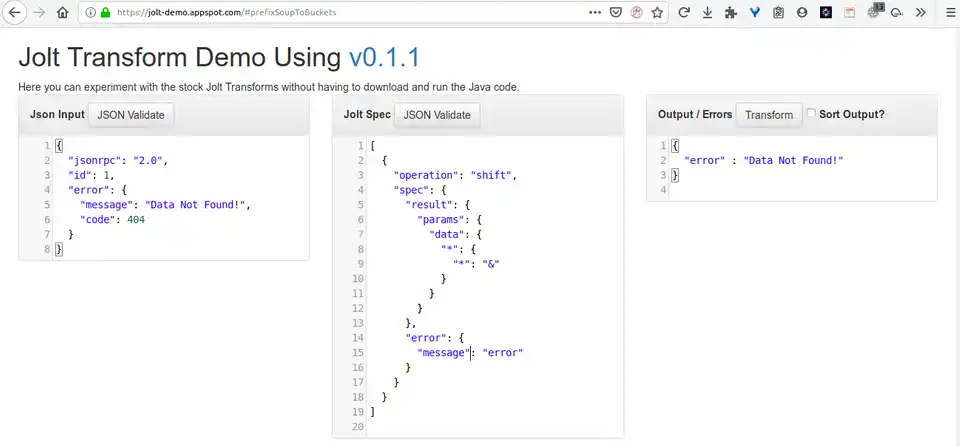 https://jolt-demo.appspot.com/#prefixSoupToBuckets
13
Jolt Transform Demo Using v0.1.1
Here you can experiment with the stock Jolt Transforms without having to download and run the Java code.
Json Input JSON Validate
1 {
2 "jsonrpc": "2.0",
3 "id": 1,
4 "error": {
5 "message": "Data Not Found!",
6 "code": 404
7 }
8 }
Jolt Spec JSON Validate
1 [
2 {
3 "operation": "shift",
4 "spec": {
5 "result": {
6 "params": {
7 "data": {
8 "*": {
9 "*": "&"
10 }
11 }
12 }
13 },
14 "error": {
15 "message": "error"
16 }
17 }
18 }
19 ]
20
Output / Errors Transform Sort Output?
1 {
2 "error" : "Data Not Found!"
3 }
4